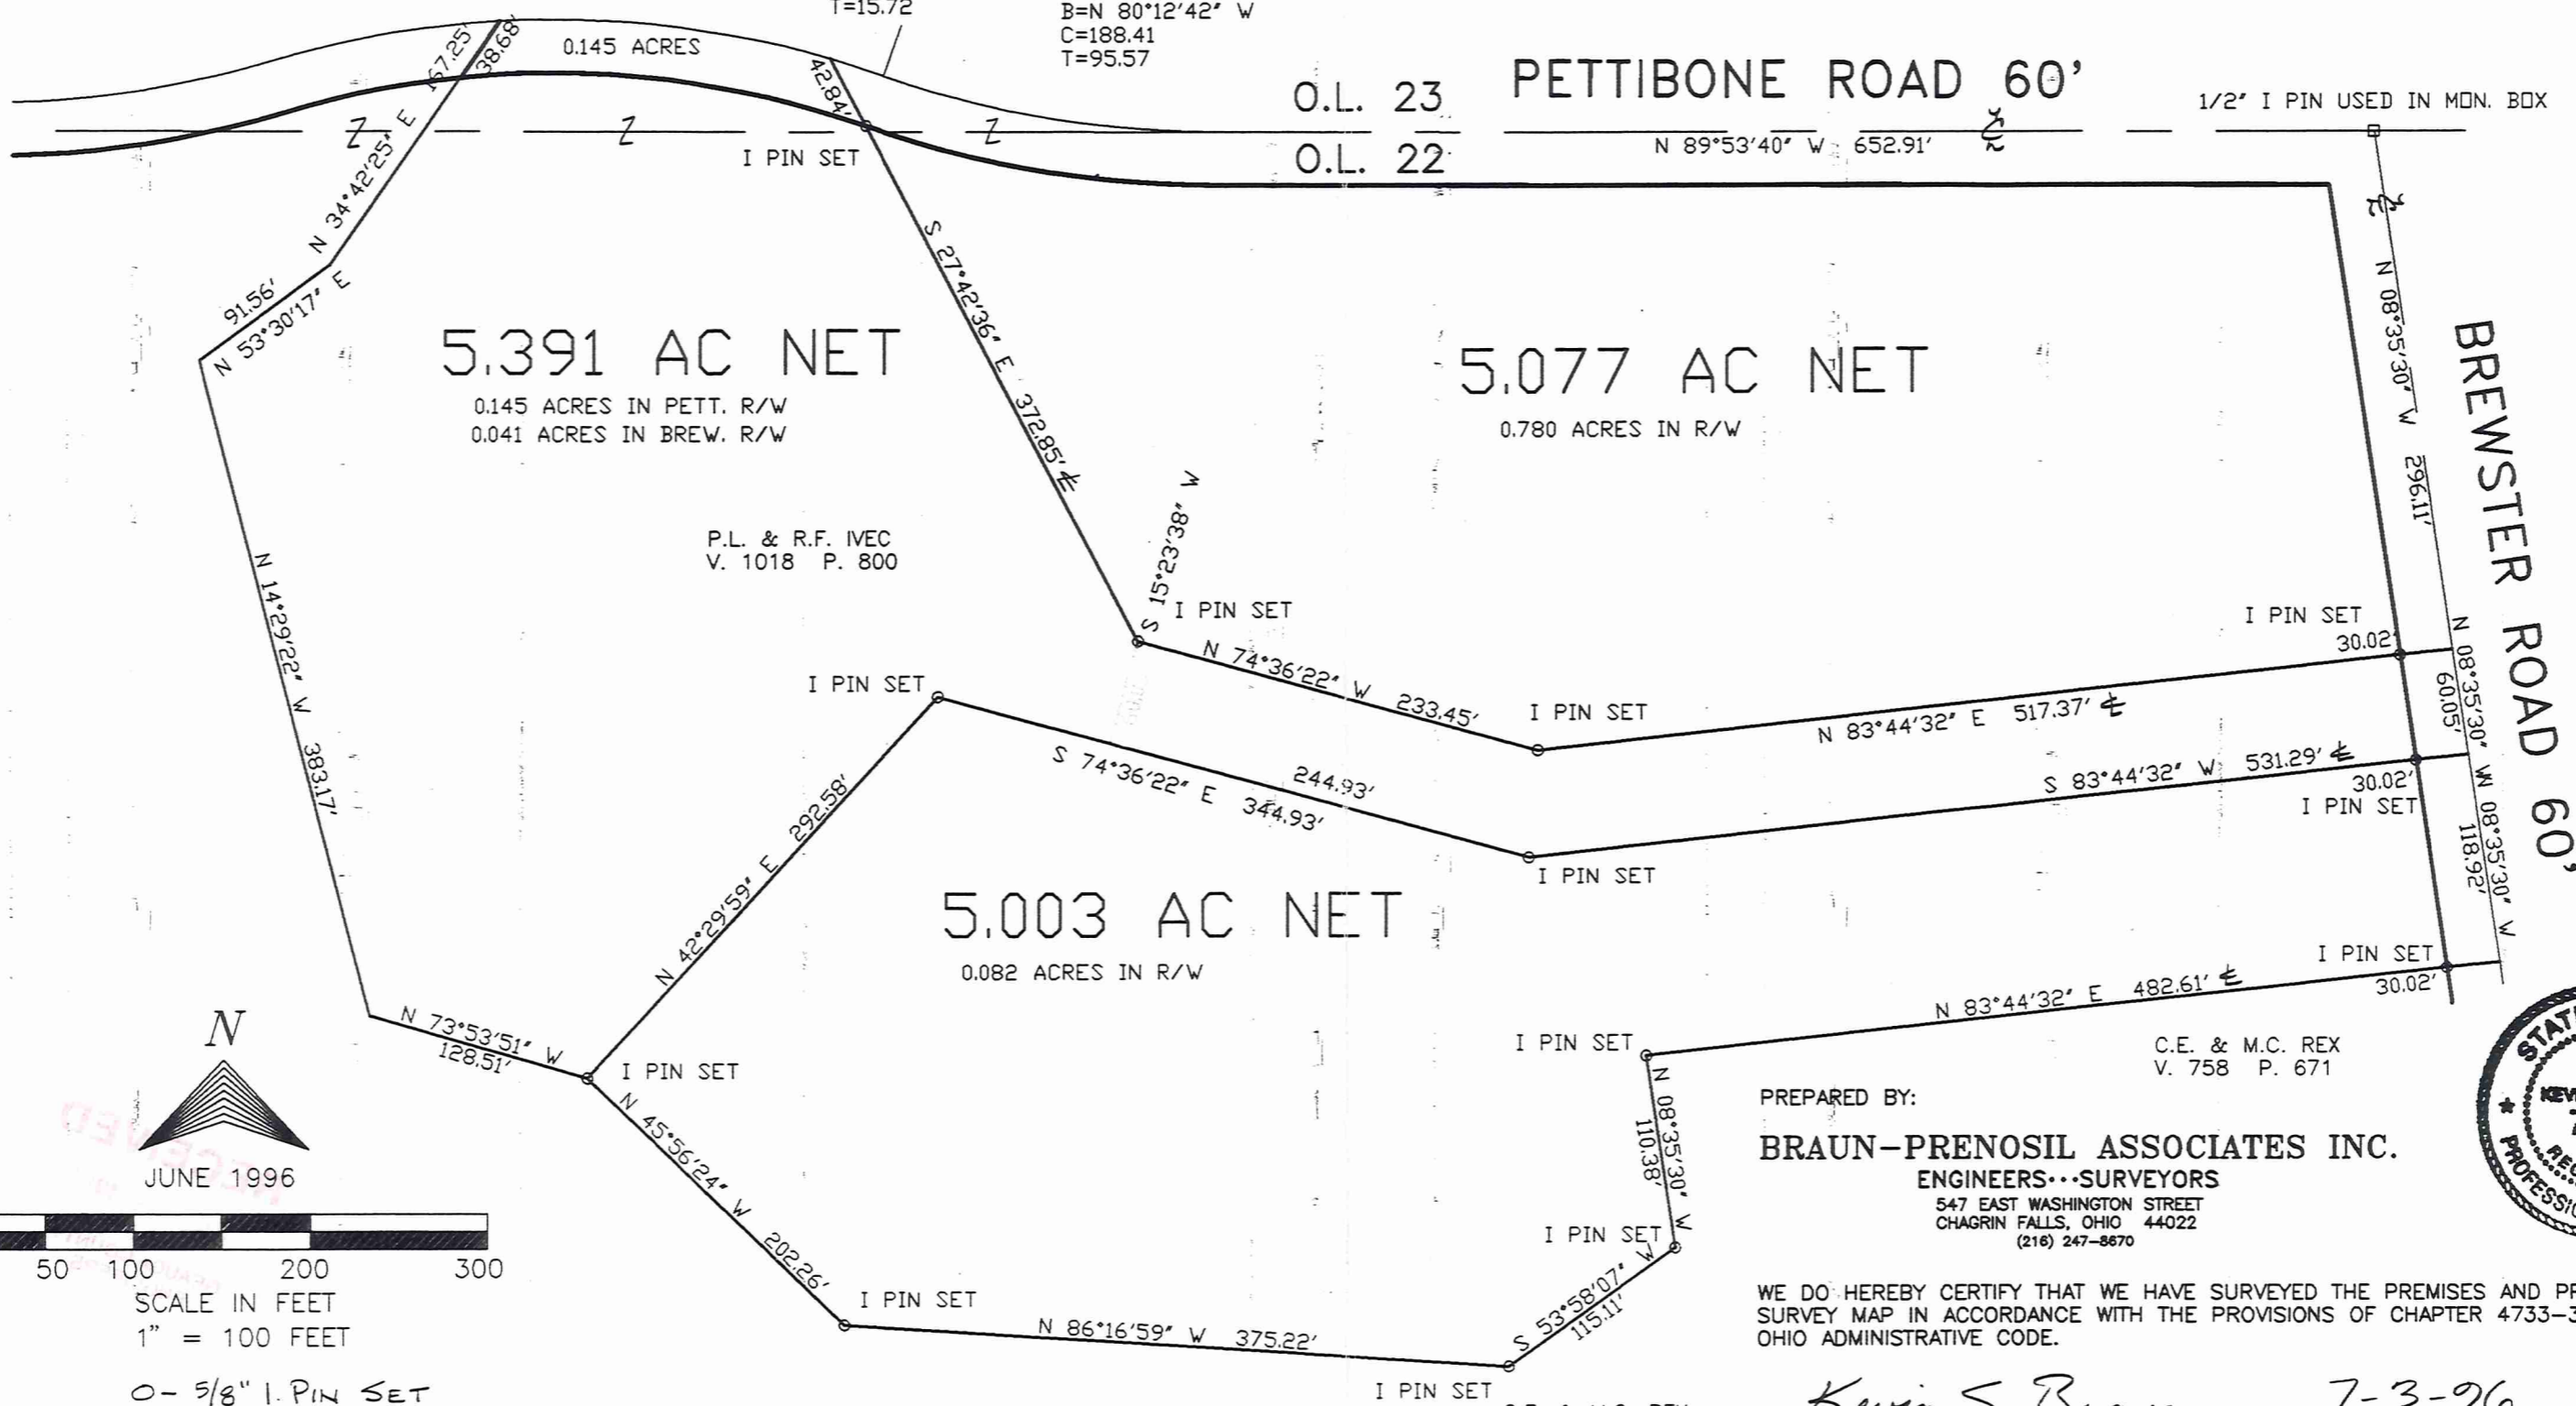 T=15.72
B=N 80°12'42" W
C=188.41
T=95.57
167.25'
38.68'
0.145 ACRES
42.84'
O.L. 23
PETTIBONE ROAD 60'
1/2" I PIN USED IN MON. BOX
N 89°53'40" W 652.91'
O.L. 22
I PIN SET
N 34°42'25" E
91.56'
N 53°30'17" E
S 27°42'36" E 372.85'
N 08°35'30" W 296.11'
BREWSTER ROAD 60'
5.391 AC NET
0.145 ACRES IN PETT. R/W
0.041 ACRES IN BREW. R/W
5.077 AC NET
0.780 ACRES IN R/W
P.L. & R.F. IVEC
V. 1018 P. 800
S 15°23'38" W
I PIN SET
N 14°29'22" W 383.17'
I PIN SET
N 74°36'22" W 233.45'
I PIN SET
N 83°44'32" E 517.37'
I PIN SET
30.02'
N 08°35'30" W
60.05'
S 74°36'22" E 344.93'
244.93'
S 83°44'32" W 531.29'
30.02'
I PIN SET
I PIN SET
N 08°35'30" W
118.92'
N 42°29'59" E 292.58'
5.003 AC NET
0.082 ACRES IN R/W
I PIN SET
30.02'
N 83°44'32" E 482.61'
I PIN SET
N 73°53'51" W
128.51'
I PIN SET
N 08°35'30" W
110.38'
C.E. & M.C. REX
V. 758 P. 671
N 45°56'24" W 202.26'
I PIN SET
I PIN SET
S 53°58'07" W
115.11'
N 86°16'59" W 375.22'
I PIN SET
N
JUNE 1996
RECEIVED
50 100 200 300
SCALE IN FEET
1" = 100 FEET
O- 5/8" I. PIN SET
PREPARED BY:
BRAUN-PRENOSIL ASSOCIATES INC.
ENGINEERS···SURVEYORS
547 EAST WASHINGTON STREET
CHAGRIN FALLS, OHIO 44022
(216) 247-8670
WE DO HEREBY CERTIFY THAT WE HAVE SURVEYED THE PREMISES AND
SURVEY MAP IN ACCORDANCE WITH THE PROVISIONS OF CHAPTER 4733-3
OHIO ADMINISTRATIVE CODE.
Kevin S.
7-3-96